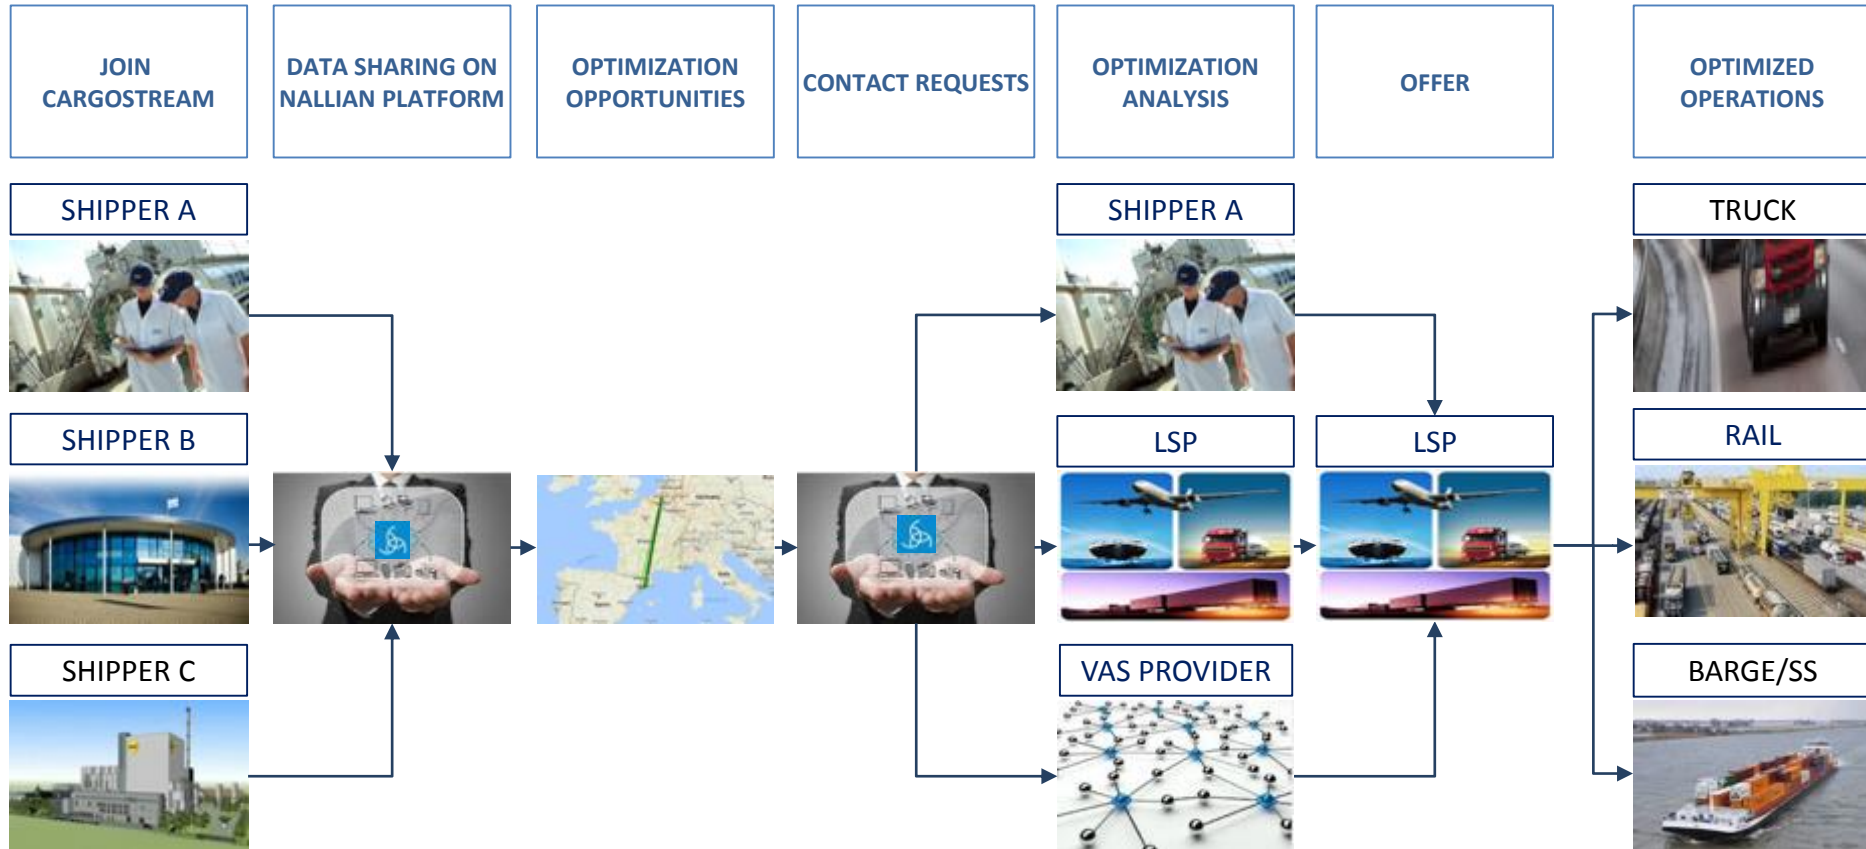 JOIN
CARGOSTREAM
DATA SHARING ON
NALLIAN PLATFORM
OPTIMIZATION
OPPORTUNITIES
CONTACT REQUESTS
OPTIMIZATION
ANALYSIS
OFFER
OPTIMIZED
OPERATIONS
SHIPPER A
SHIPPER A
TRUCK
SHIPPER B
LSP
LSP
RAIL
SHIPPER C
VAS PROVIDER
BARGE/SS